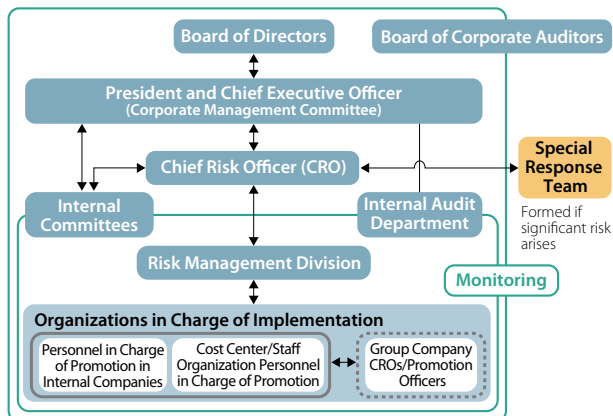 Board of Directors
Board of Corporate Auditors
President and Chief Executive Officer
(Corporate Management Committee)
Chief Risk Officer (CRO)
Special
Response
Team
Formed if
significant risk
arises
Internal
Committees
Internal Audit
Department
Risk Management Division
Monitoring
Organizations in Charge of Implementation
Personnel in Charge
of Promotion in
Internal Companies
Cost Center/Staff
Organization Personnel
in Charge of Promotion
Group Company
CROs/Promotion
Officers